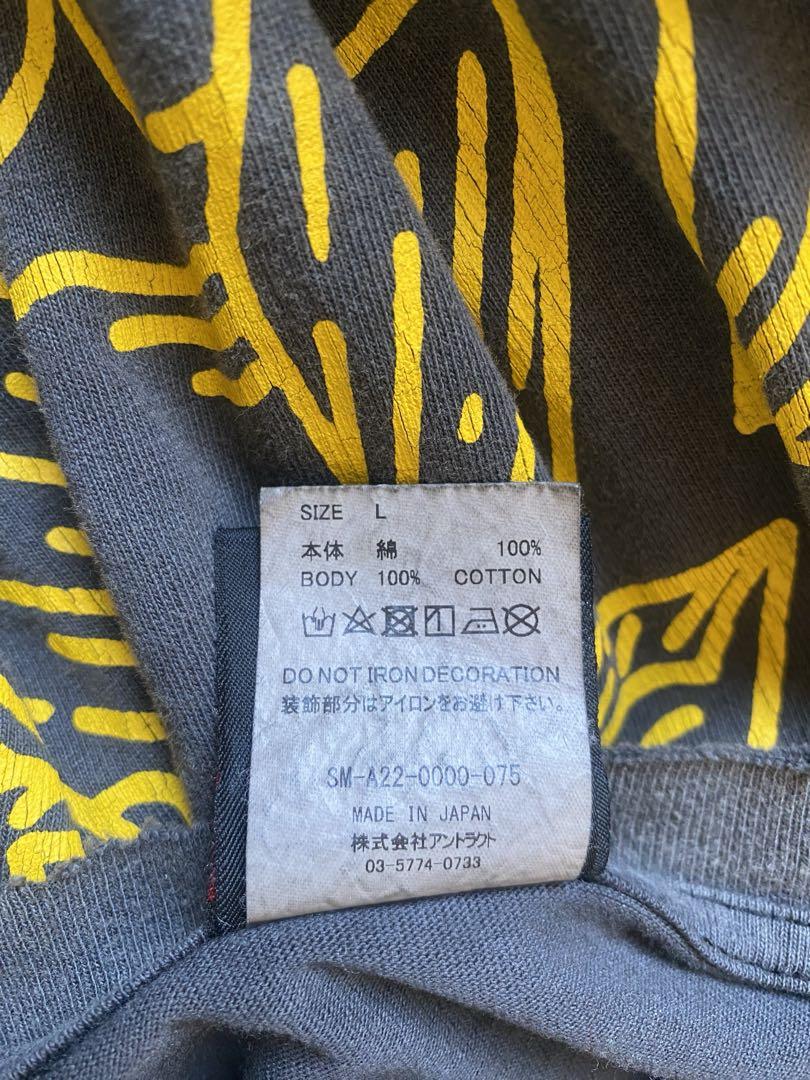 SIZE L
本体 綿 100%
BODY 100% COTTON
DO NOT IRON DECORATION
装飾部分はアイロンをお避け下さい。
SM-A22-0000-075
MADE IN JAPAN
株式会社アントラクト
03-5774-0733